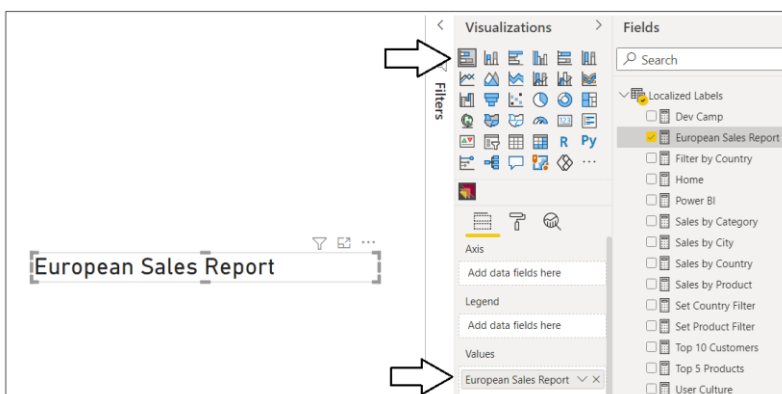 European Sales Report
Filters
Visualizations
123
R
Py
Axis
Add data fields here
Legend
Add data fields here
Values
European Sales Report
Fields
Search
Localized Labels
Dev Camp
European Sales Report
Filter by Country
Home
Power BI
Sales by Category
Sales by City
Sales by Country
Sales by Product
Set Country Filter
Set Product Filter
Top 10 Customers
Top 5 Products
User Culture